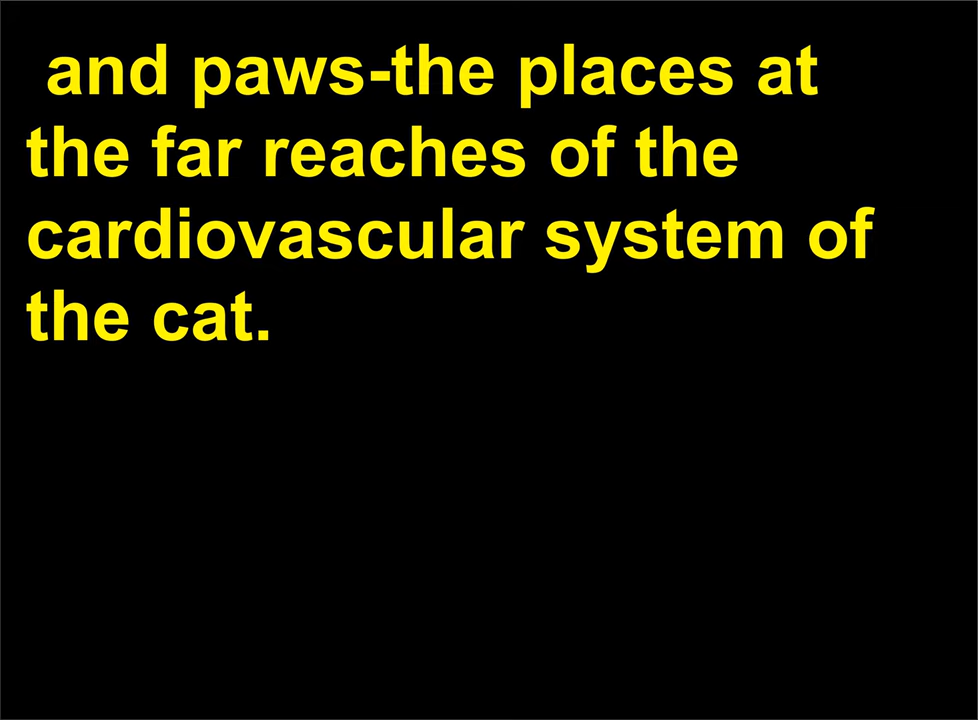 and paws-the places at
the far reaches of the
cardiovascular system of
the cat.